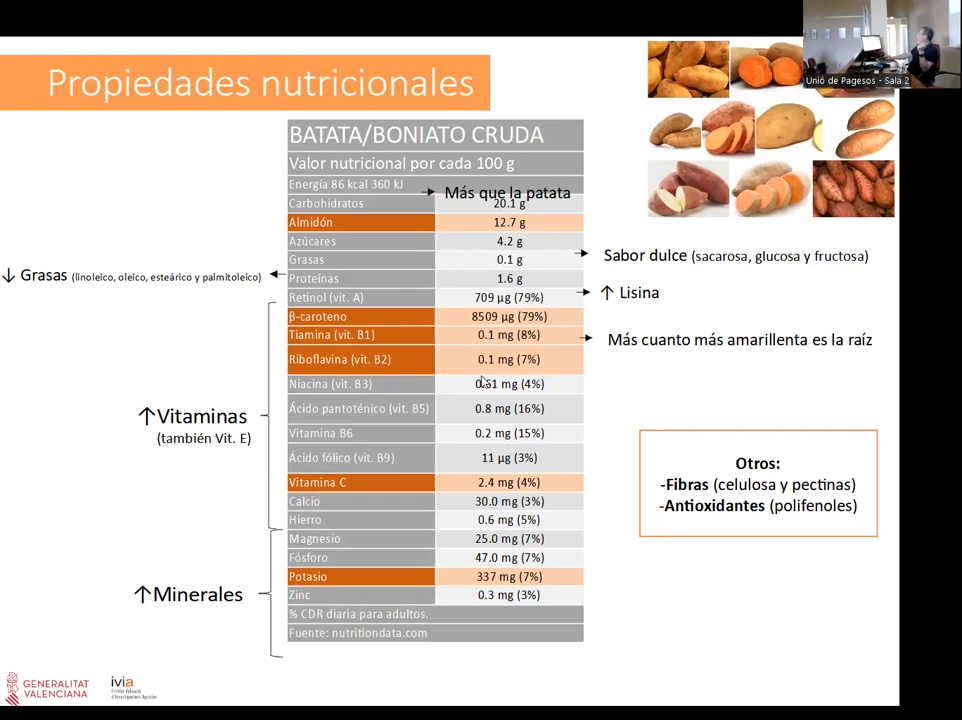 Unió de Pagesos - Sala 2
Propiedades nutricionales
BATATA/BONIATO CRUDA
Valor nutricional por cada 100 g
Energía 86 kcal 360 kJ
Más que la patata
Carbohidratos 20.1 g
Almidón 12.7 g
Azúcares 4.2 g
Sabor dulce (sacarosa, glucosa y fructosa)
Grasas 0.1 g
↓ Grasas (linoleico, oleico, esteárico y palmitoleico)
Proteínas 1.6 g
↑ Lisina
Retinol (vit. A) 709 µg (79%)
β-caroteno 8509 µg (79%)
Tiamina (vit. B1) 0.1 mg (8%)
Más cuanto más amarillenta es la raíz
Riboflavina (vit. B2) 0.1 mg (7%)
Niacina (vit. B3) 0.61 mg (4%)
Ácido pantoténico (vit. B5) 0.8 mg (16%)
↑Vitaminas
(también Vit. E)
Vitamina B6 0.2 mg (15%)
Ácido fólico (vit. B9) 11 µg (3%)
Vitamina C 2.4 mg (4%)
Calcio 30.0 mg (3%)
Hierro 0.6 mg (5%)
Otros:
-Fibras (celulosa y pectinas)
-Antioxidantes (polifenoles)
Magnesio 25.0 mg (7%)
Fósforo 47.0 mg (7%)
Potasio 337 mg (7%)
Zinc 0.3 mg (3%)
↑Minerales
% CDR diaria para adultos.
Fuente: nutritiondata.com
GENERALITAT
VALENCIANA
ivia
Institut Valencià
d'Investigacions Agràries